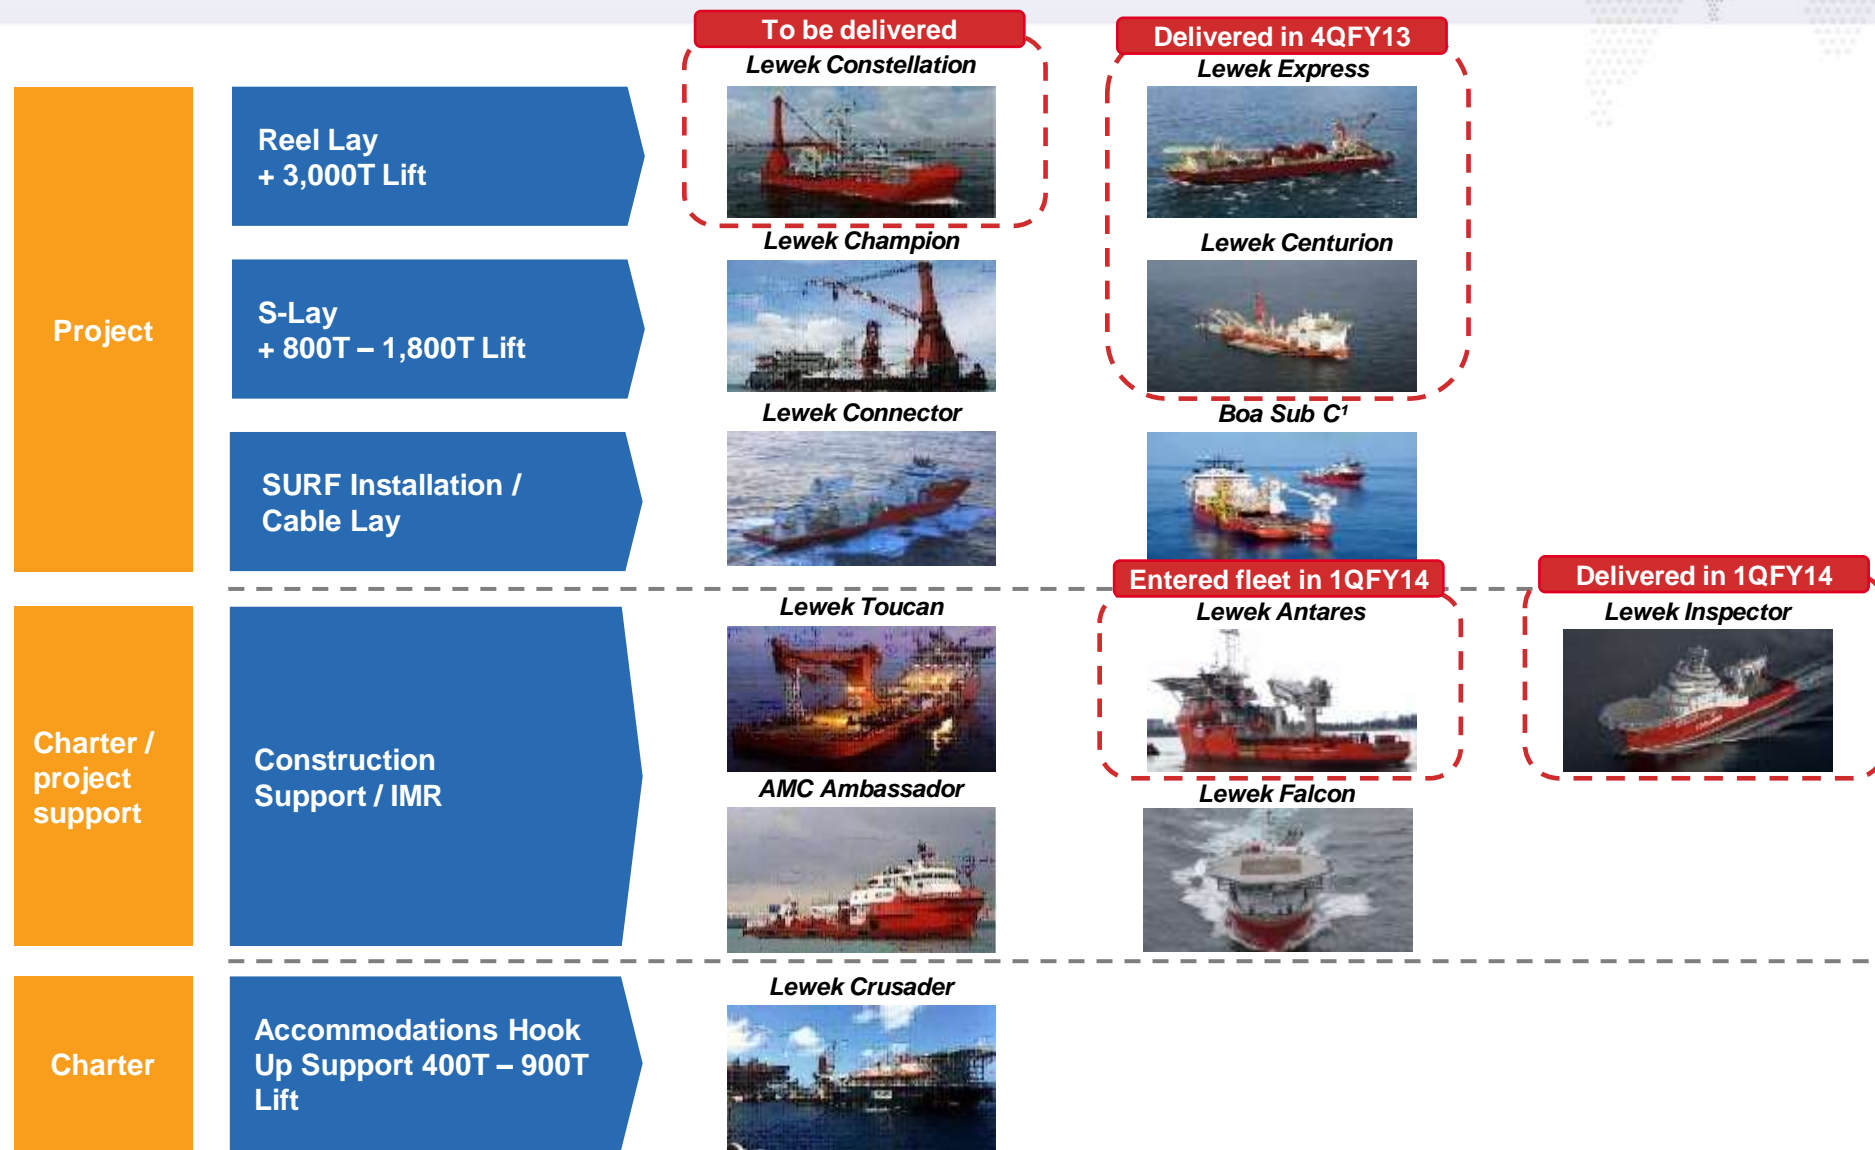 To be delivered
Delivered in 4QFY13
Lewek Constellation
Lewek Express
Reel Lay
+ 3,000T Lift
Lewek Champion
Lewek Centurion
Project
S-Lay
+ 800T – 1,800T Lift
Lewek Connector
Boa Sub C¹
SURF Installation /
Cable Lay
Entered fleet in 1QFY14
Delivered in 1QFY14
Lewek Toucan
Lewek Antares
Lewek Inspector
Charter /
project
support
Construction
Support / IMR
AMC Ambassador
Lewek Falcon
Lewek Crusader
Charter
Accommodations Hook
Up Support 400T – 900T
Lift